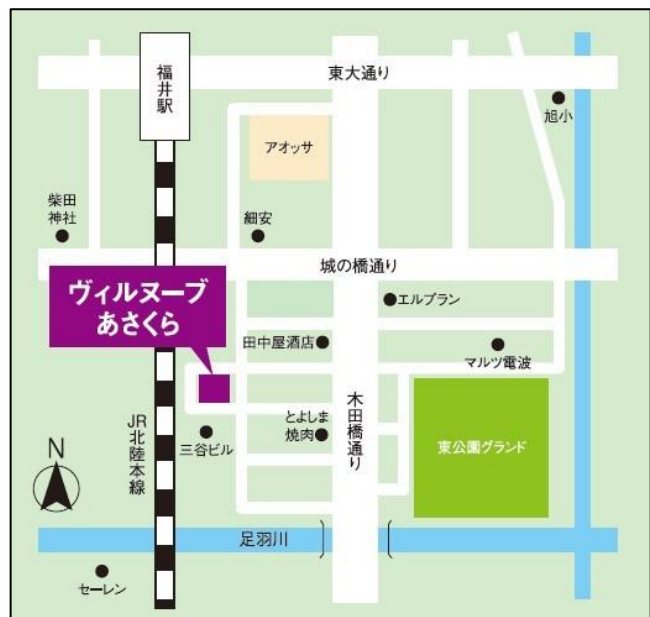 福井駅
東大通り
旭小
アオッサ
柴田
神社
細安
城の橋通り
ヴィルヌーブ
あさくら
エルブラン
田中屋酒店
マルツ電波
木田橋通り
とよしま
焼肉
JR北陸本線
三谷ビル
東公園グランド
N
足羽川
セーレン